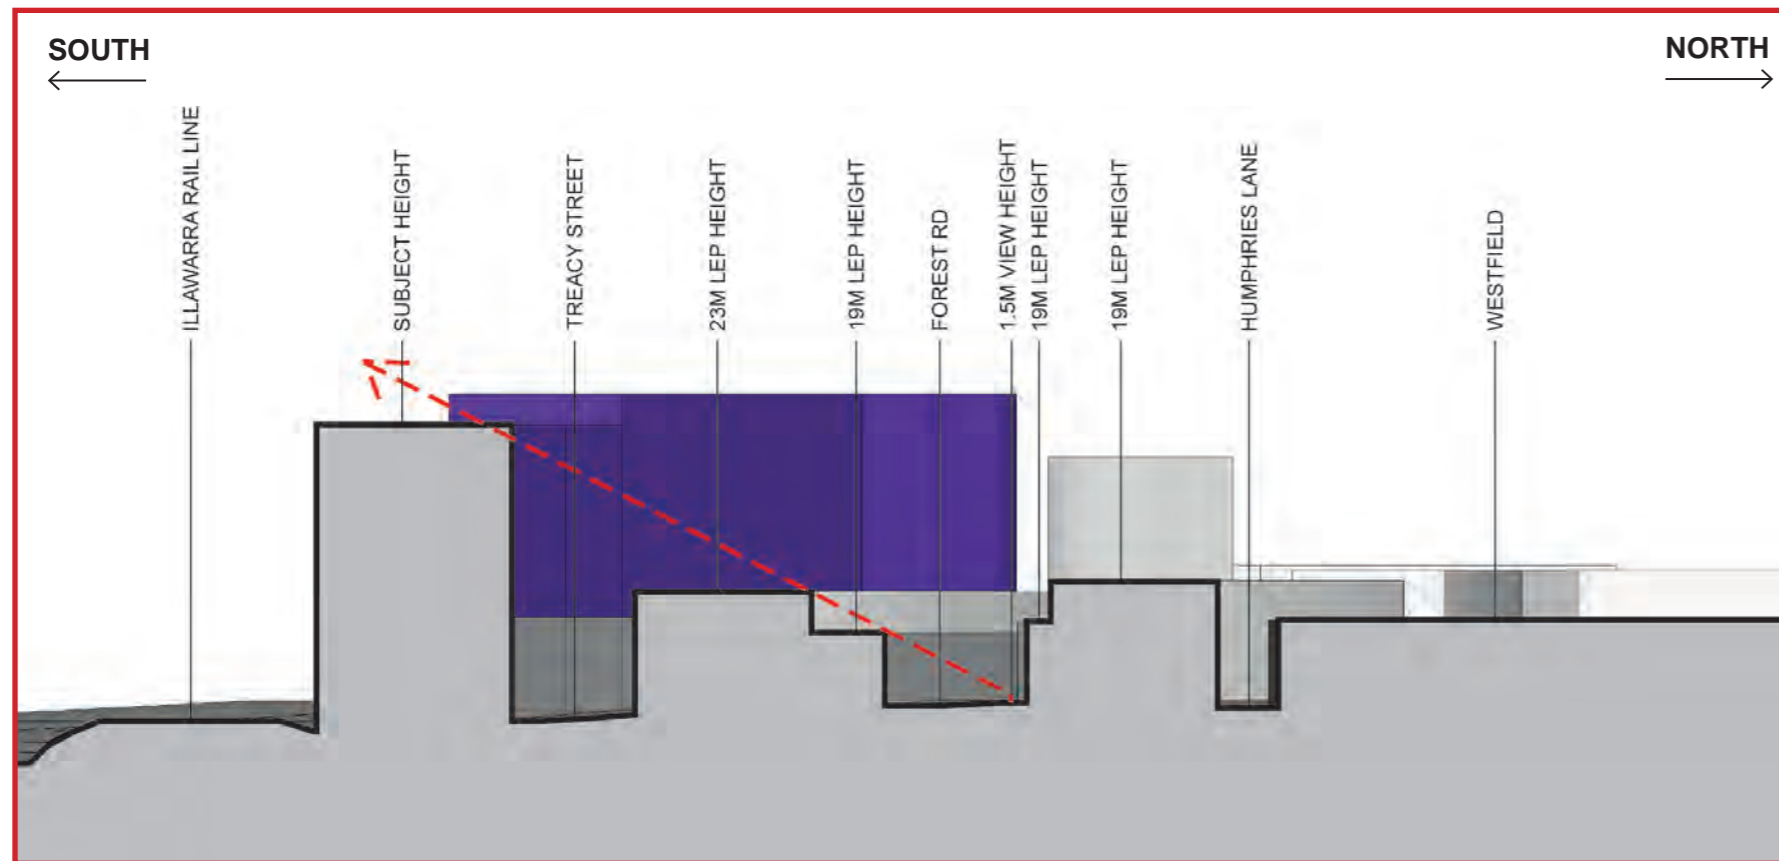 SOUTH
NORTH
ILLAWARRA RAIL LINE
SUBJECT HEIGHT
TREACY STREET
23M LEP HEIGHT
19M LEP HEIGHT
FOREST RD
1.5M VIEW HEIGHT
19M LEP HEIGHT
19M LEP HEIGHT
HUMPHRIES LANE
WESTFIELD